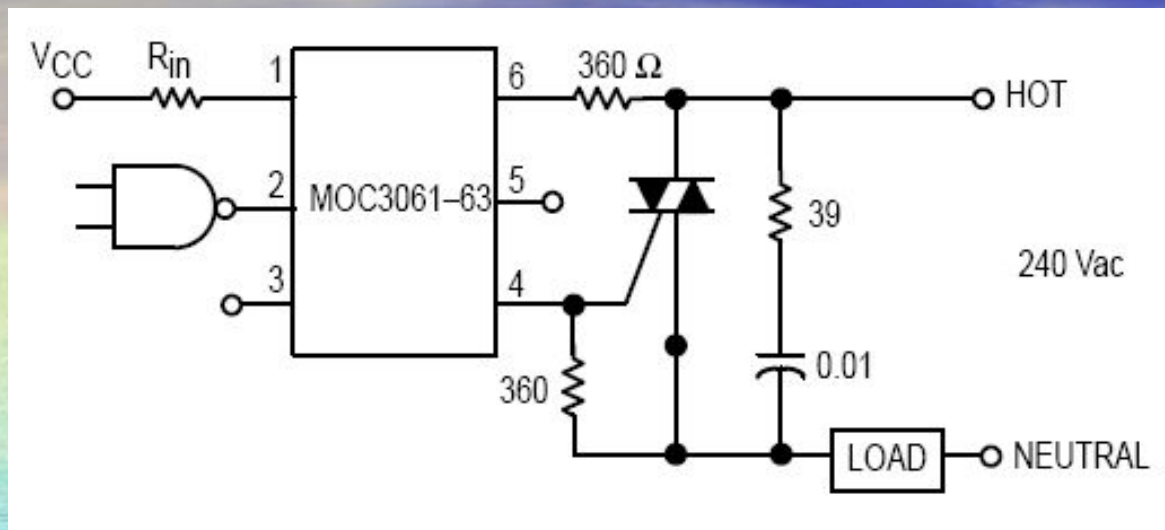 VCC
Rin
1
6
360 Ω
HOT
2
MOC3061–63
5
39
240 Vac
3
4
360
0.01
LOAD
NEUTRAL